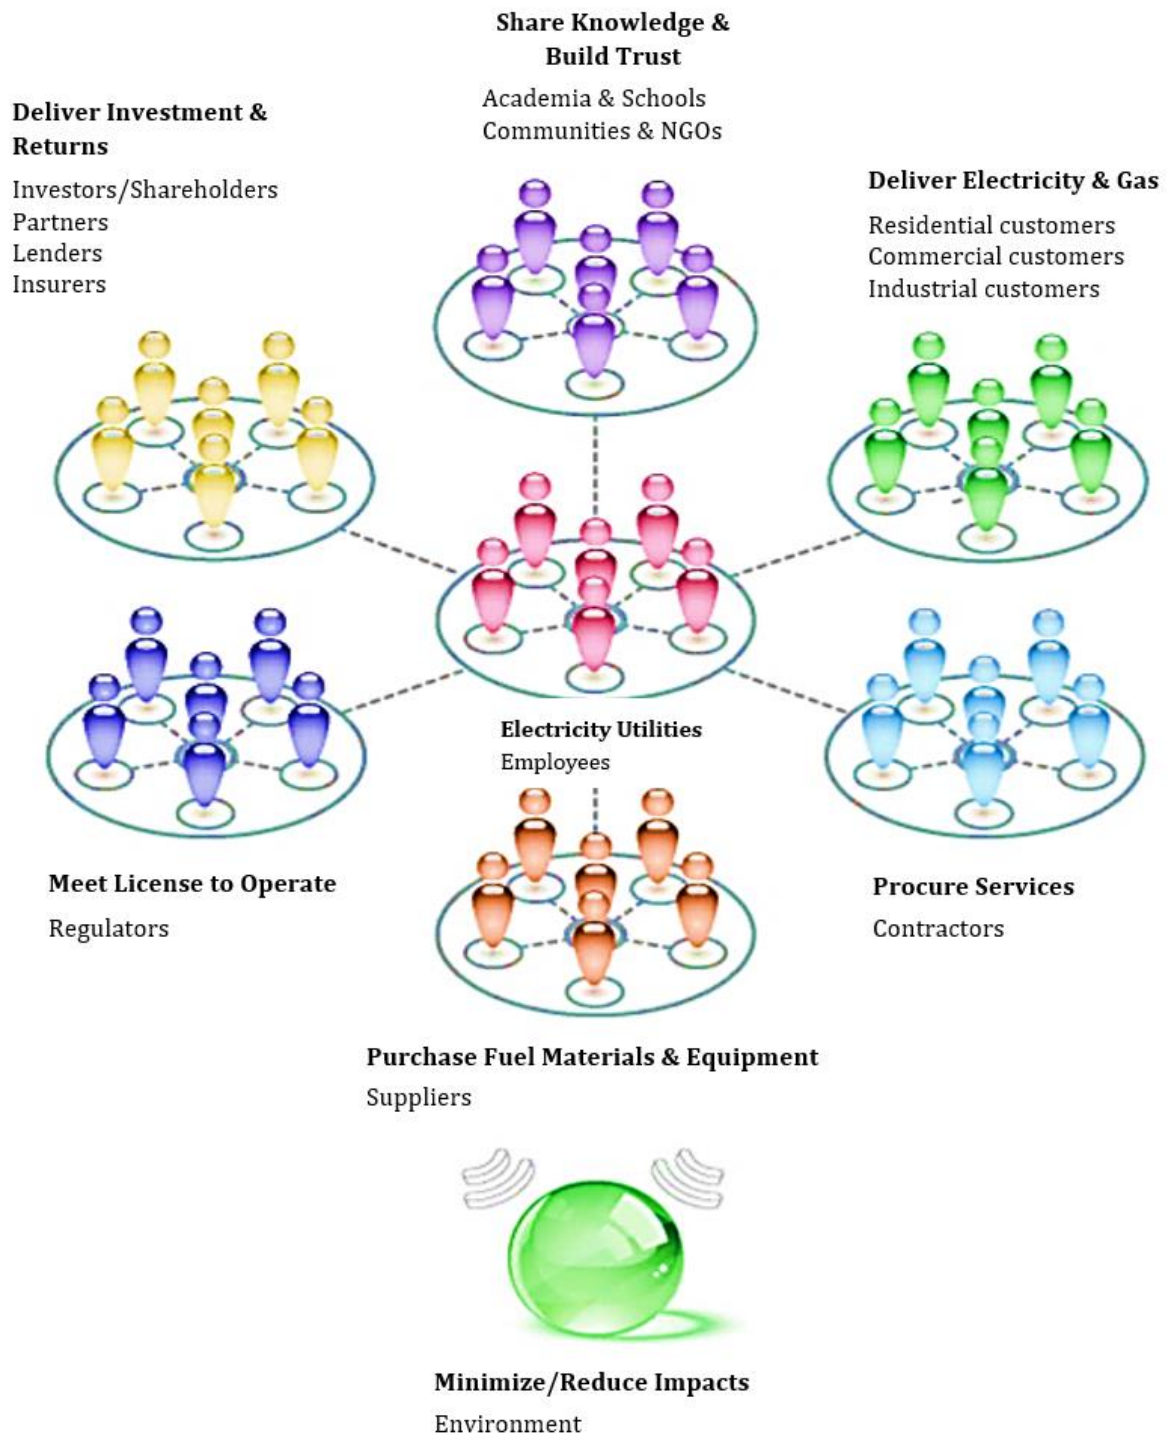 Share Knowledge &
Build Trust
Academia & Schools
Communities & NGOs
Deliver Investment &
Returns
Investors/Shareholders
Partners
Lenders
Insurers
Deliver Electricity & Gas
Residential customers
Commercial customers
Industrial customers
Electricity Utilities
Employees
Meet License to Operate
Regulators
Procure Services
Contractors
Purchase Fuel Materials & Equipment
Suppliers
Minimize/Reduce Impacts
Environment